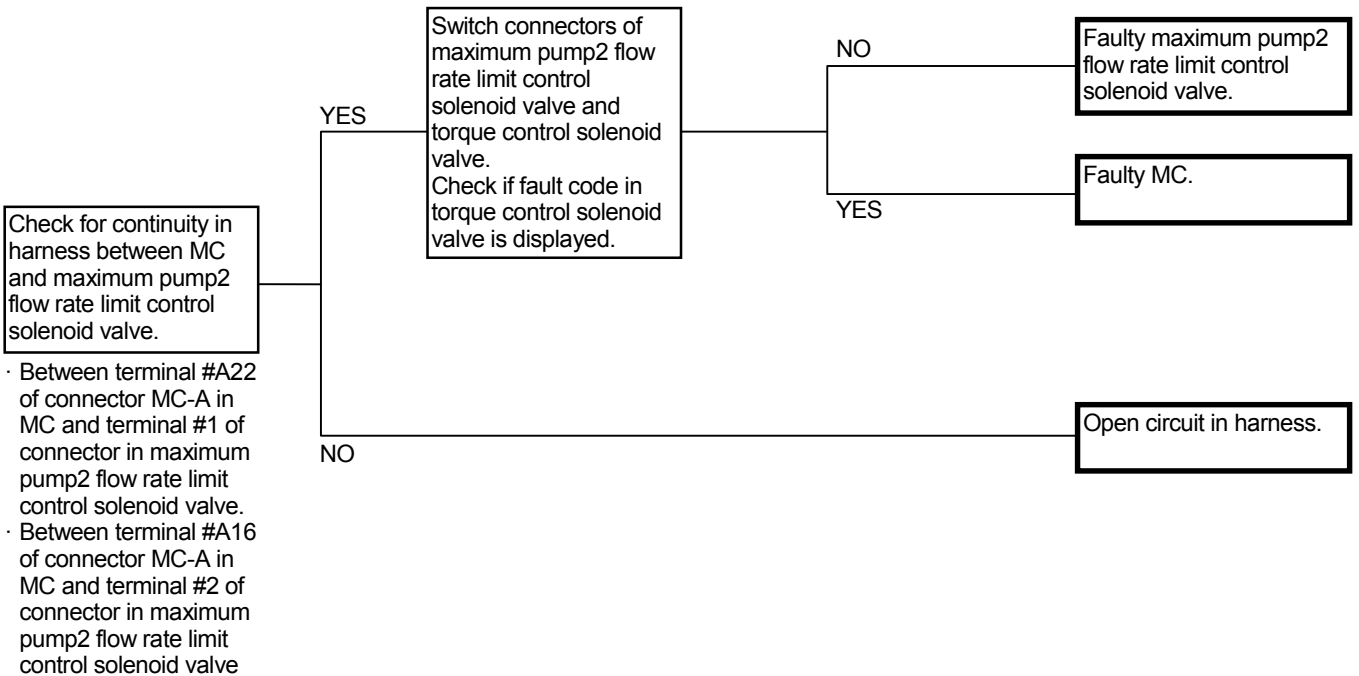 Check for continuity in
harness between MC
and maximum pump2
flow rate limit control
solenoid valve.
· Between terminal #A22
of connector MC-A in
MC and terminal #1 of
connector in maximum
pump2 flow rate limit
control solenoid valve.
· Between terminal #A16
of connector MC-A in
MC and terminal #2 of
connector in maximum
pump2 flow rate limit
control solenoid valve
YES
Switch connectors of
maximum pump2 flow
rate limit control
solenoid valve and
torque control solenoid
valve.
Check if fault code in
torque control solenoid
valve is displayed.
NO
Faulty maximum pump2
flow rate limit control
solenoid valve.
YES
Faulty MC.
NO
Open circuit in harness.